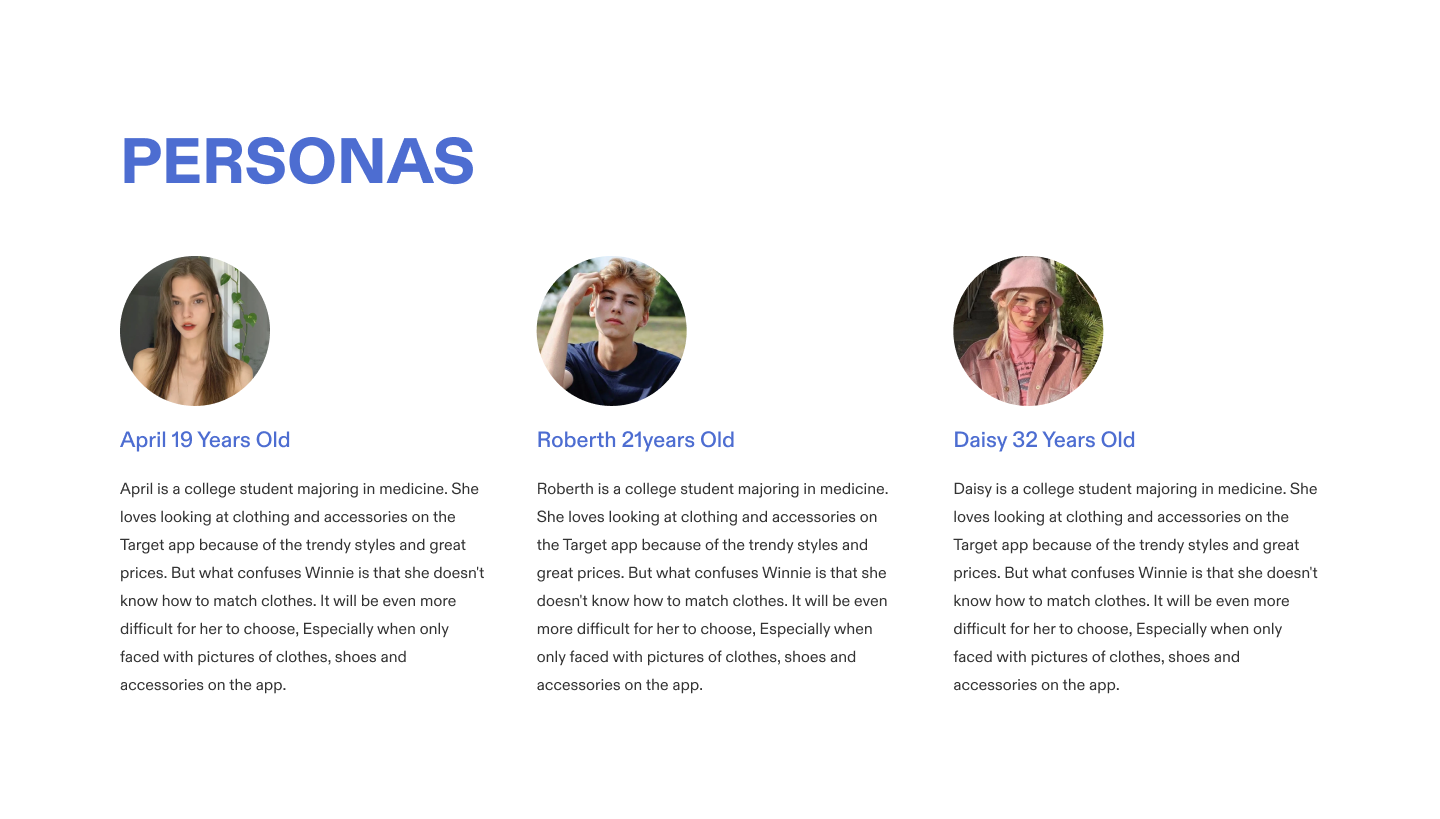 PERSONAS
April 19 Years Old
April is a college student majoring in medicine. She
loves looking at clothing and accessories on the
Target app because of the trendy styles and great
prices. But what confuses Winnie is that she doesn't
know how to match clothes. It will be even more
difficult for her to choose, Especially when only
faced with pictures of clothes, shoes and
accessories on the app.
Roberth 21years Old
Roberth is a college student majoring in medicine.
She loves looking at clothing and accessories on
the Target app because of the trendy styles and
great prices. But what confuses Winnie is that she
doesn't know how to match clothes. It will be even
more difficult for her to choose, Especially when
only faced with pictures of clothes, shoes and
accessories on the app.
Daisy 32 Years Old
Daisy is a college student majoring in medicine. She
loves looking at clothing and accessories on the
Target app because of the trendy styles and great
prices. But what confuses Winnie is that she doesn't
know how to match clothes. It will be even more
difficult for her to choose, Especially when only
faced with pictures of clothes, shoes and
accessories on the app.